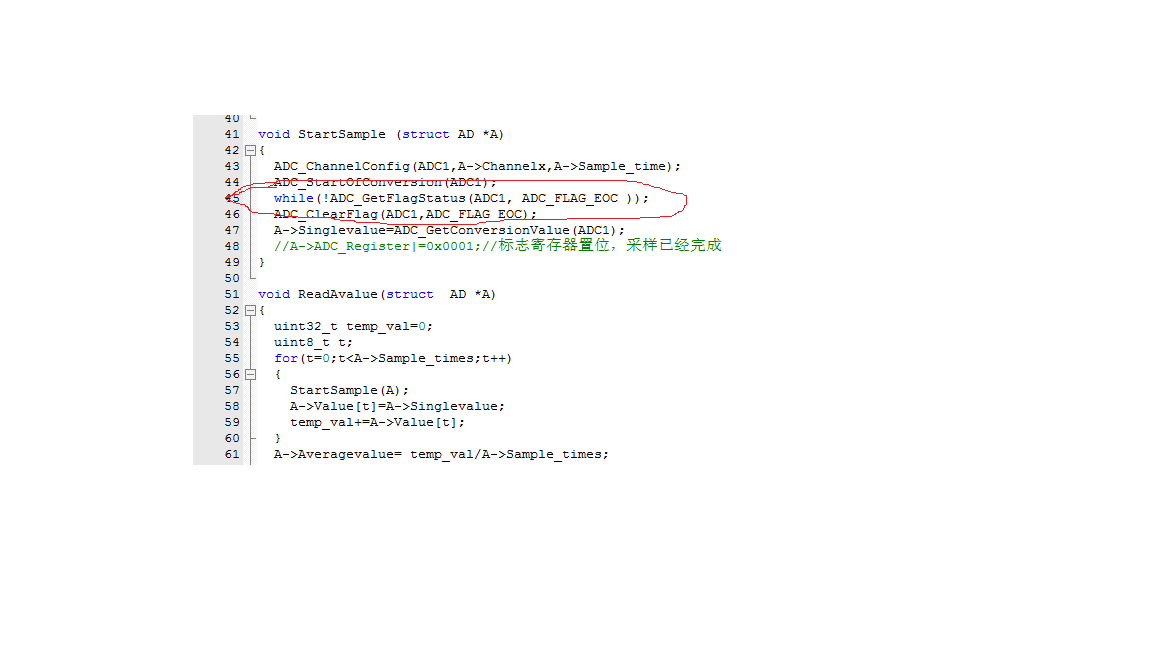 40
41 void StartSample (struct AD *A)
42 {
43 ADC_ChannelConfig(ADC1,A->Channelx,A->Sample_time);
44 ADC_StartOfConversion(ADC1);
45 while(!ADC_GetFlagStatus(ADC1, ADC_FLAG_EOC ));
46 ADC_ClearFlag(ADC1,ADC_FLAG_EOC);
47 A->Singlevalue=ADC_GetConversionValue(ADC1);
48 //A->ADC_Register|=0x0001;//标志寄存器置位，采样已经完成
49 }
50
51 void ReadAvalue(struct  AD *A)
52 {
53 uint32_t temp_val=0;
54 uint8_t t;
55 for(t=0;t<A->Sample_times;t++)
56 {
57 StartSample(A);
58 A->Value[t]=A->Singlevalue;
59 temp_val+=A->Value[t];
60 }
61 A->Averagevalue= temp_val/A->Sample_times;